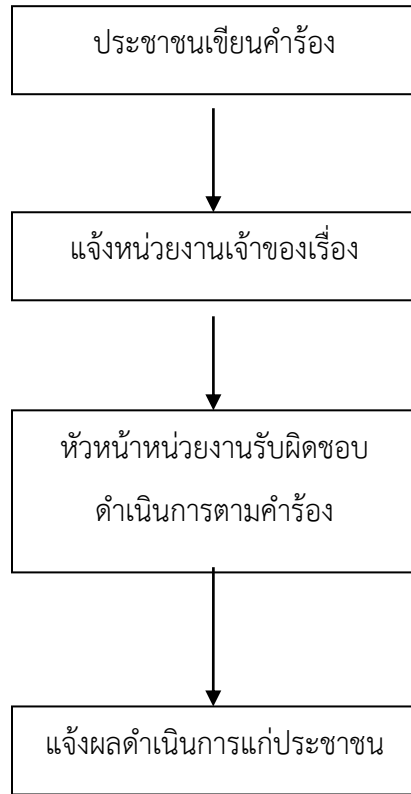 ประชาชนเขียนคำร้อง
แจ้งหน่วยงานเจ้าของเรื่อง
หัวหน้าหน่วยงานรับผิดชอบ
ดำเนินการตามคำร้อง
แจ้งผลดำเนินการแก่ประชาชน